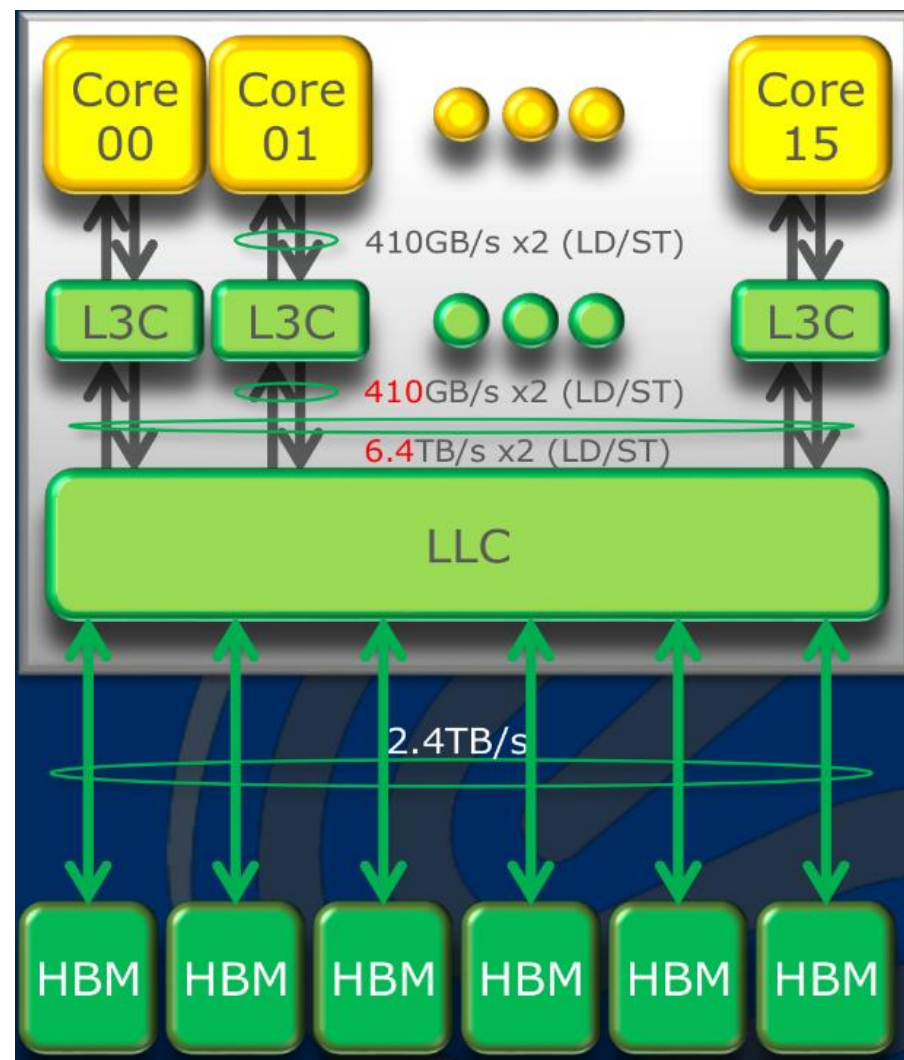 Core 00
Core 01
Core 15
410GB/s x2 (LD/ST)
L3C
L3C
L3C
410GB/s x2 (LD/ST)
6.4TB/s x2 (LD/ST)
LLC
2.4TB/s
HBM
HBM
HBM
HBM
HBM
HBM